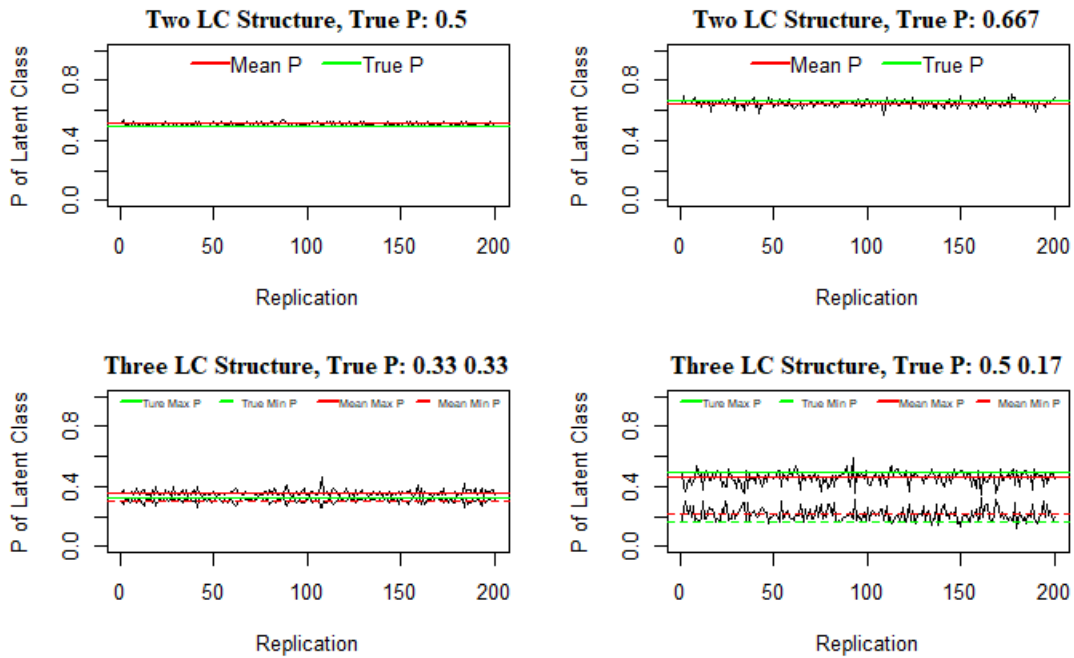 Two LC Structure, True P: 0.5
P of Latent Class
0.8
0.4
0.0
Mean P True P
0 50 100 150 200
Replication
Two LC Structure, True P: 0.667
P of Latent Class
0.8
0.4
0.0
Mean P True P
0 50 100 150 200
Replication
Three LC Structure, True P: 0.33 0.33
P of Latent Class
0.8
0.4
0.0
Ture Max P True Min P Mean Max P Mean Min P
0 50 100 150 200
Replication
Three LC Structure, True P: 0.5 0.17
P of Latent Class
0.8
0.4
0.0
Ture Max P True Min P Mean Max P Mean Min P
0 50 100 150 200
Replication